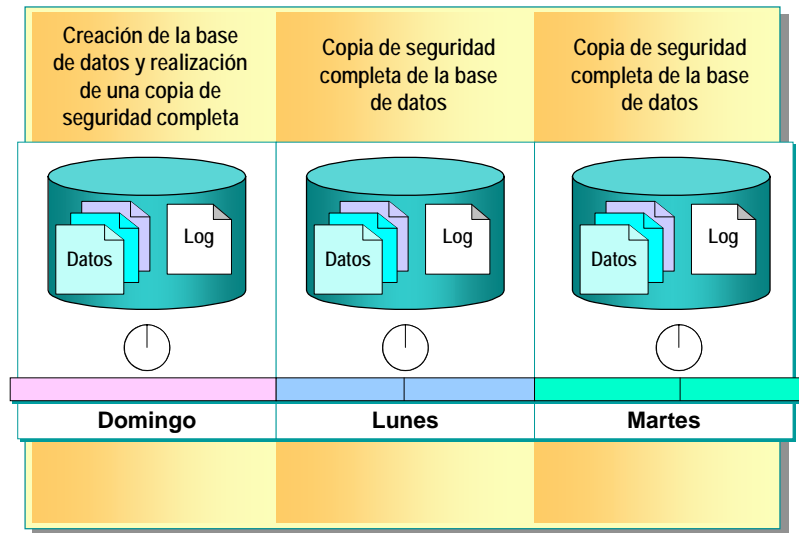 Creación de la base
de datos y realización
de una copia de
seguridad completa
Copia de seguridad
completa de la base
de datos
Copia de seguridad
completa de la base
de datos
Datos
Log
Datos
Log
Datos
Log
Domingo
Lunes
Martes